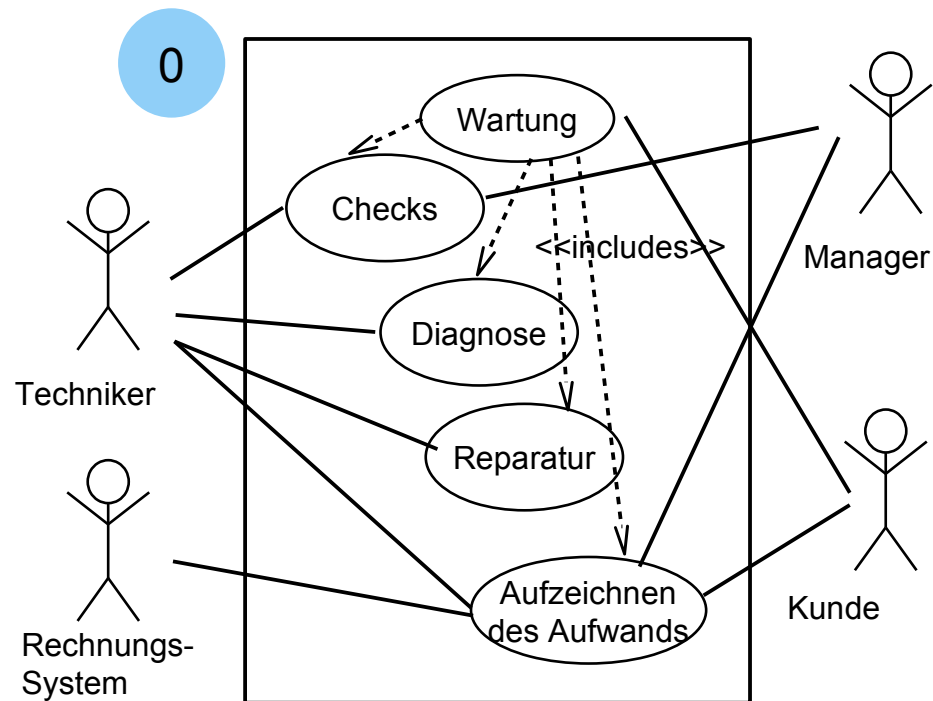 0
Wartung
Checks
<<includes>>
Manager
Diagnose
Techniker
Reparatur
Aufzeichnen
des Aufwands
Kunde
Rechnungs-
System